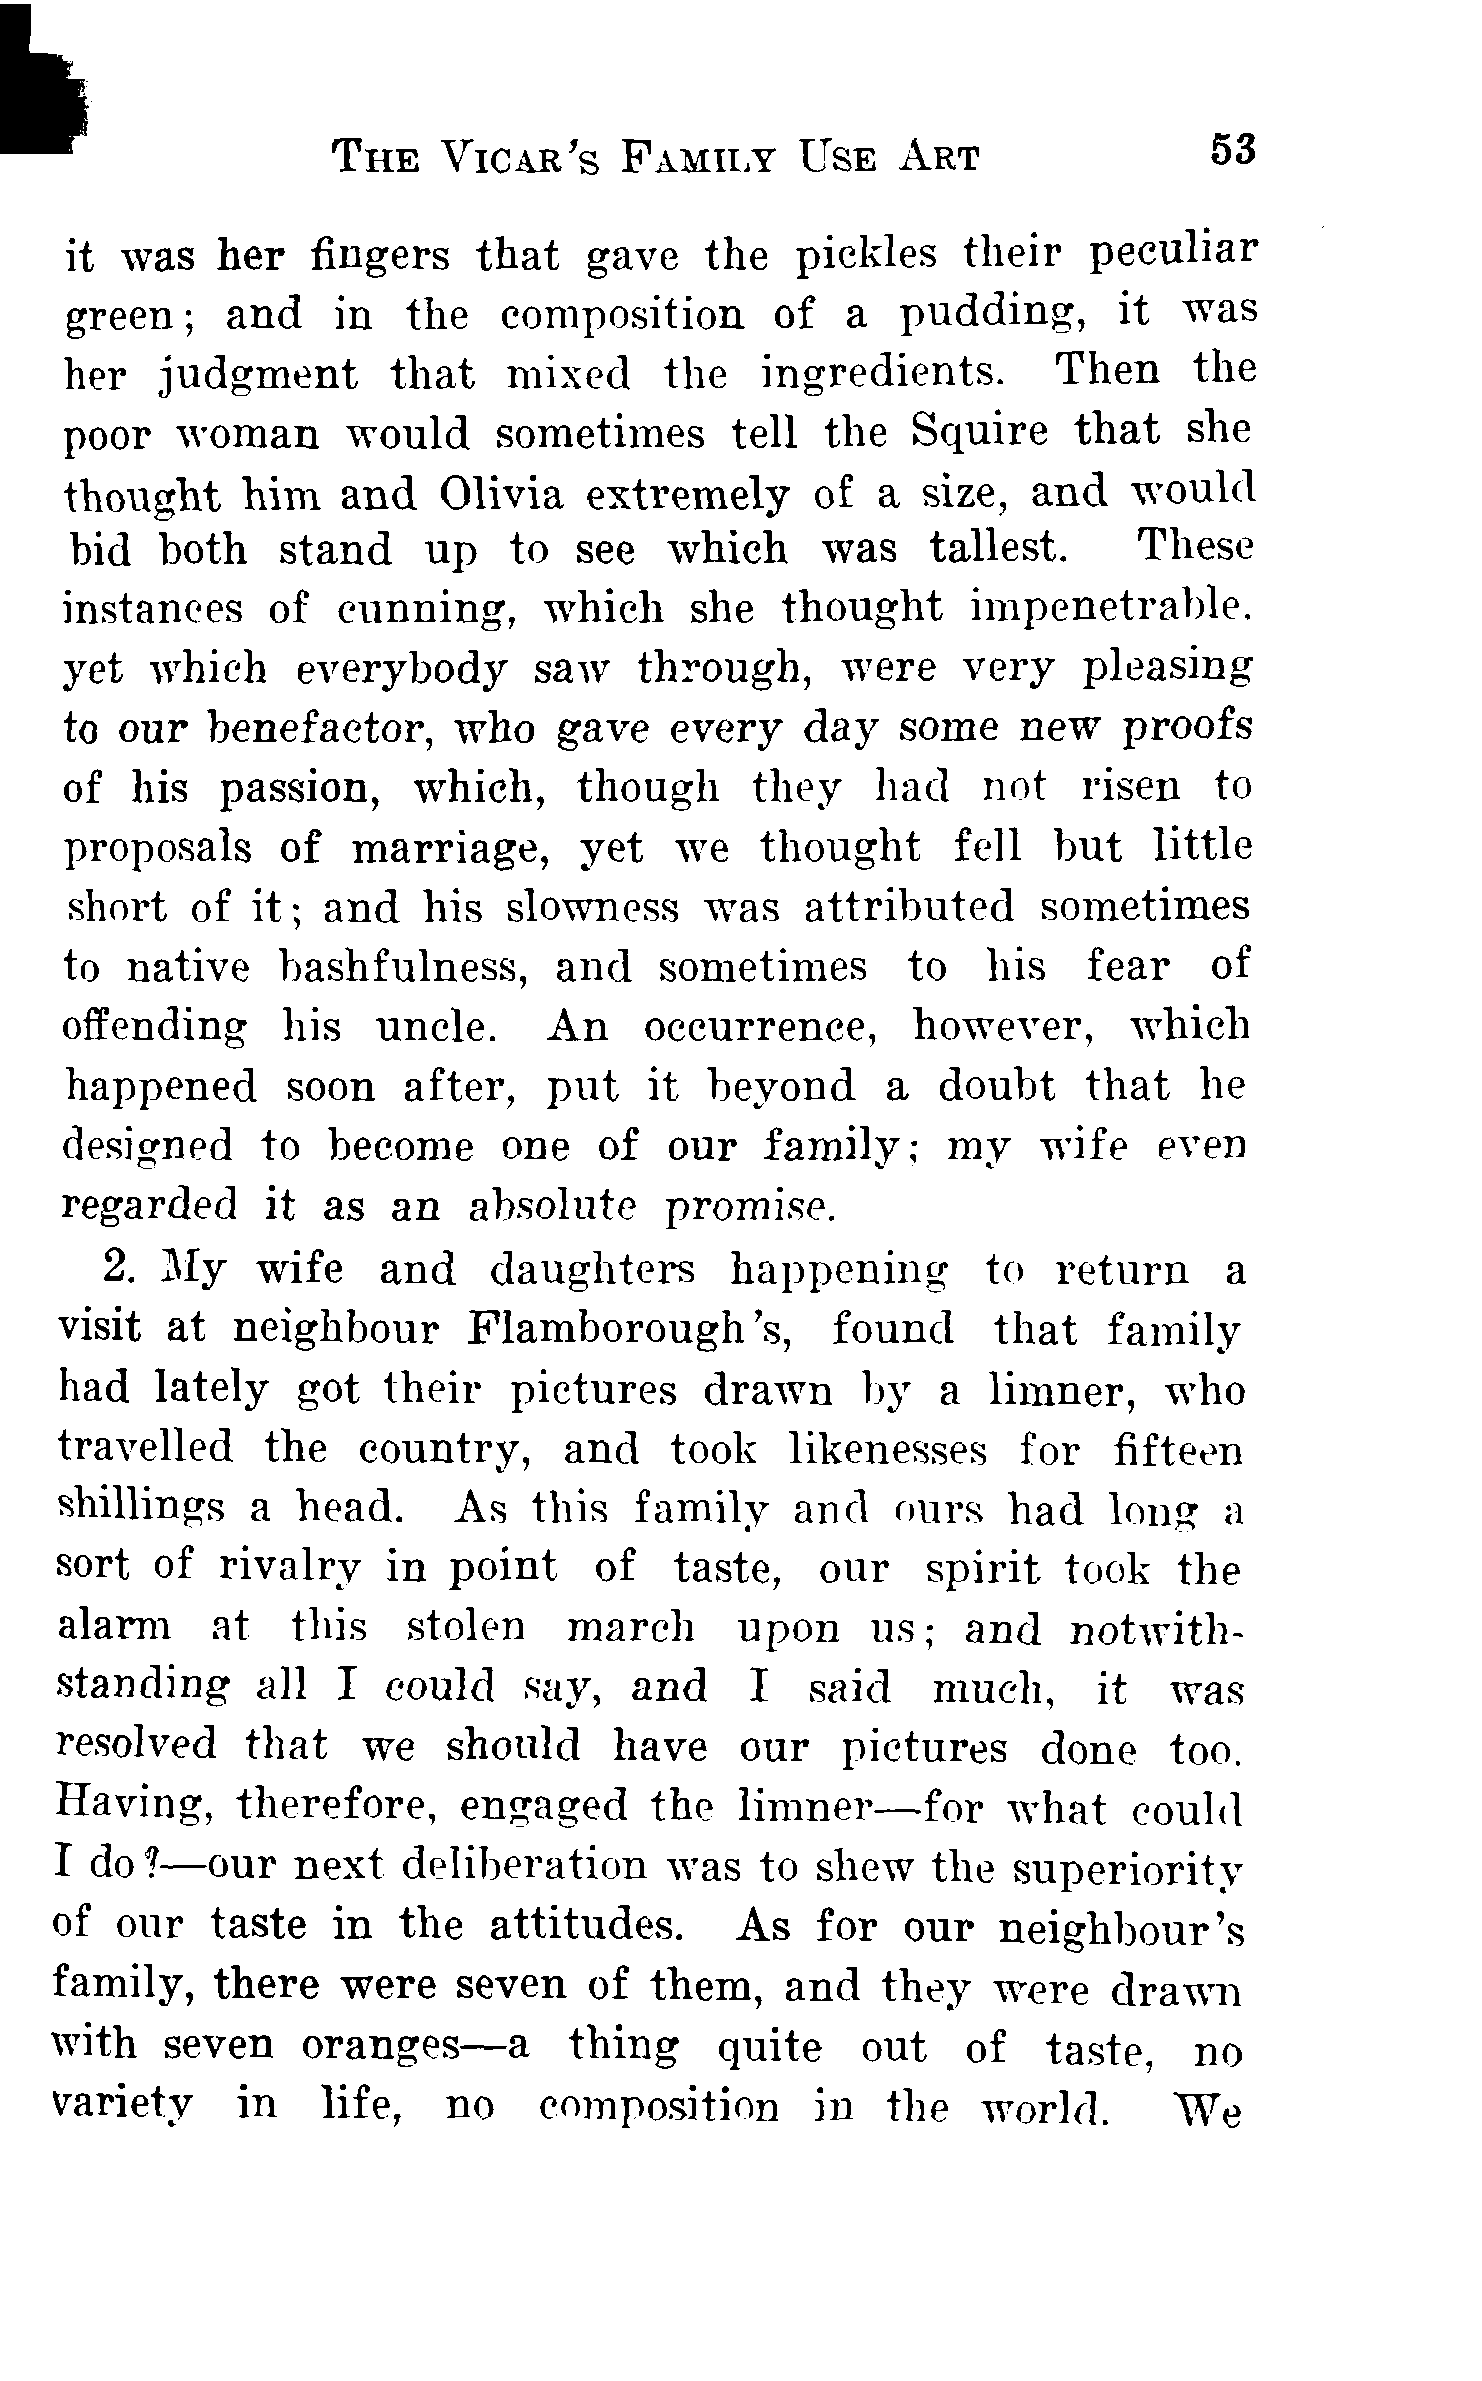 THE VICAR'S FAMILY USE ART 53
it was her fingers that gave the pickles their peculiar
green; and in the composition of a pudding, it was
her judgment that mixed the ingredients. Then the
poor woman would sometimes tell the Squire that she
thought him and Olivia extremely of a size, and would
bid both stand up to see which was tallest. These
instances of cunning, which she thought impenetrable.
yet which everybody saw through, were very pleasing
to our benefactor, who gave every day some new proofs
of his passion, which, though they had not risen to
proposals of marriage, yet we thought fell but little
short of it; and his slowness was attributed sometimes
to native bashfulness, and sometimes to his fear of
offending his uncle. An occurrence, however, which
happened soon after, put it beyond a doubt that he
designed to become one of our family; my wife even
regarded it as an absolute promise.
2. My wife and daughters happening to return a
visit at neighbour Flamborough's, found that family
had lately got their pictures drawn by a limner, who
travelled the country, and took likenesses for fifteen
shillings a head. As this family and ours had long a
sort of rivalry in point of taste, our spirit took the
alarm at this stolen march upon us; and notwith-
standing all I could say, and I said much, it was
resolved that we should have our pictures done too.
Having, therefore, engaged the limner—for what could
I do?—our next deliberation was to shew the superiority
of our taste in the attitudes. As for our neighbour's
family, there were seven of them, and they were drawn
with seven oranges—a thing quite out of taste, no
variety in life, no composition in the world. We